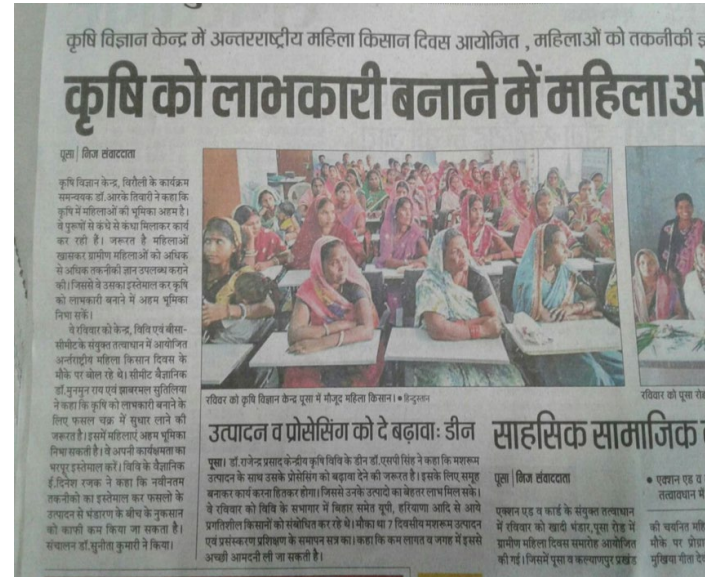 कृषि विज्ञान केन्द्र में अन्तरराष्ट्रीय महिला किसान दिवस आयोजित , महिलाओं को तकनीकी
कृषि को लाभकारी बनाने में महिलाओं
पूसा | निज संवाददाता
कृषि विज्ञान केन्द्र, बिरौली के कार्यक्रम
समन्वयक डॉ.आरके तिवारी ने कहा कि
कृषि में महिलाओं की भूमिका अहम है।
वे पुरूषों से कंधे से कंधा मिलाकर कार्य
कर रही हैं। जरूरत है महिलाओं
खासकर ग्रामीण महिलाओं को अधिक
से अधिक तकनीकी ज्ञान उपलब्ध कराने
की। जिससे वे उसका इस्तेमाल कर कृषि
को लाभकारी बनाने में अहम भूमिका
निभा सकें।
वे रविवार को केन्द्र, विवि एवं बीसा-
सीमीट के संयुक्त तत्वाधान में आयोजित
अर्न्तराष्ट्रीय महिला किसान दिवस के
मौके पर बोल रहे थे। सीमीट वैज्ञानिक
डॉ.मुनमुन राय एवं झाबरमल सुतिलिया
ने कहा कि कृषि को लाभकारी बनाने के
लिए फसल चक्र में सुधार लाने की
जरूरत है। इसमें महिलाएं अहम भूमिका
निभा सकती है। वे अपनी कार्यक्षमता का
भरपूर इस्तेमाल करें। विवि के वैज्ञानिक
ई.दिनेश रजक ने कहा कि नवीनतम
तकनीको का इस्तेमाल कर फसलो के
उत्पादन से भंडारण के बीच के नुकसान
को काफी कम किया जा सकता है।
संचालन डॉ.सुनीता कुमारी ने किया।
रविवर को कृषि विज्ञान केन्द्र पूसा में मौजूद महिला किसान। • हिन्दुस्तान
रविवार को पूसा
उत्पादन व प्रोसेसिंग को दे बढ़ावाः डीन
पूसा। डॉ.राजेन्द्र प्रसाद केन्द्रीय कृषि विवि के डीन डॉ.एसपी सिंह ने कहा कि मशरूम
उत्पादन के साथ उसके प्रोसेसिंग को बढ़ावा देने की जरूरत है। इसके लिए समूह
बनाकर कार्य करना हितकर होगा। जिससे उनके उत्पादो का बेहतर लाभ मिल सके।
वे रविवार को विवि के सभागार में बिहार समेत यूपी, हरियाणा आदि से आये
प्रगतिशील किसानों को संबोधित कर रहे थे। मौका था 7 दिवसीय मशरूम उत्पादन
एवं प्रसंस्करण प्रशिक्षण के समापन सत्र का। कहा कि कम लागत व जगह में इससे
अच्छी आमदनी ली जा सकती है।
साहसिक सामाजिक
पूसा | निज संवाददाता
एक्शन एड व कार्ड के संयुक्त तत्वाधान
में रविवार को खादी भंडार,पूसा रोड में
ग्रामीण महिला दिवस समारोह आयोजित
की गई। जिसमें पूसा व कल्याणपुर प्रखंड
• एक्शन एड व
तत्वावधान में
की चयनित
मौके पर
मुखिया गीता